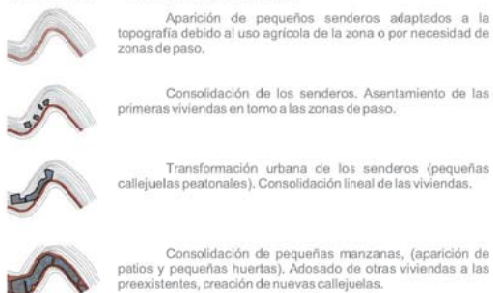 Aparición de pequeños senderos adaptados a la
topografía debido al uso agrícola de la zona o por necesidad de
zonas de paso.
Consolidación de los senderos. Asentamiento de las
primeras viviendas en torno a las zonas de paso.
Transformación urbana de los senderos (pequeñas
callejuelas peatonales). Consolidación lineal de las viviendas.
Consolidación de pequeñas manzanas, (aparición de
patios y pequeñas huertas). Adosado de otras viviendas a las
preexistentes, creación de nuevas callejuelas.